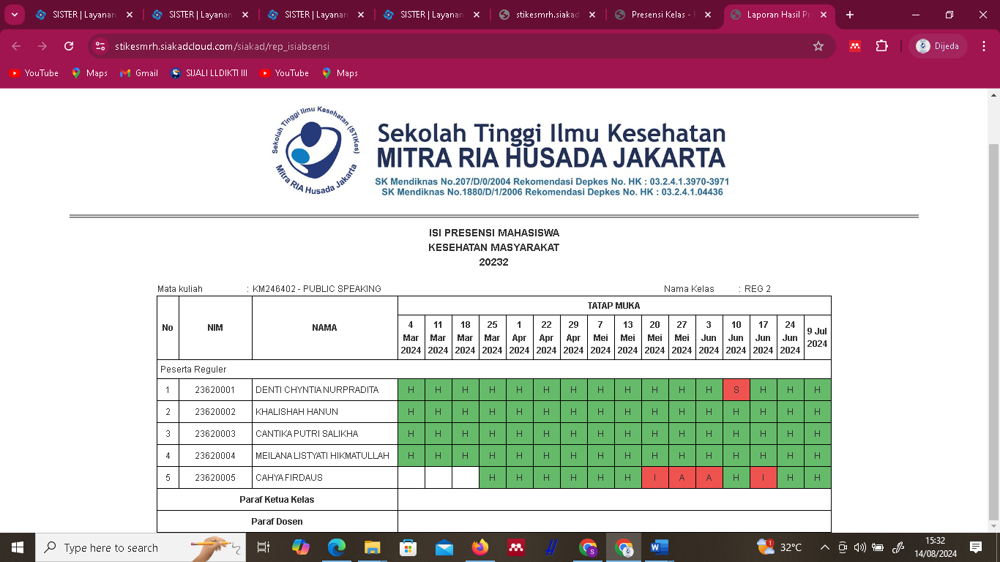 SISTER | Layanan
SISTER | Layanan
SISTER | Layanan
SISTER | Layanan
stikesmrh.siakad
Presensi Kelas -
Laporan Hasil Pr
stikesmrh.siakadcloud.com/siakad/rep_isiabsensi
Dijeda
YouTube Maps Gmail SIJALI LLDIKTI III YouTube Maps
Sekolah Tinggi Ilmu Kesehatan (STIKes)
Mitra RIA Husada Jakarta
Sekolah Tinggi Ilmu Kesehatan
MITRA RIA HUSADA JAKARTA
SK Mendiknas No.207/D/0/2004 Rekomendasi Depkes No. HK : 03.2.4.1.3970-3971
SK Mendiknas No.1880/D/1/2006 Rekomendasi Depkes No. HK : 03.2.4.1.04436
ISI PRESENSI MAHASISWA
KESEHATAN MASYARAKAT
20232
Mata kuliah : KM246402 - PUBLIC SPEAKING Nama Kelas : REG 2
No NIM NAMA TATAP MUKA
4 Mar 2024 11 Mar 2024 18 Mar 2024 25 Mar 2024 1 Apr 2024 22 Apr 2024 29 Apr 2024 7 Mei 2024 13 Mei 2024 20 Mei 2024 27 Mei 2024 3 Jun 2024 10 Jun 2024 17 Jun 2024 24 Jun 2024 9 Jul 2024
Peserta Reguler
1 23620001 DENTI CHYNTIA NURPRADITA H H H H H H H H H H H H S H H H
2 23620002 KHALISHAH HANUN H H H H H H H H H H H H H H H H
3 23620003 CANTIKA PUTRI SALIKHA H H H H H H H H H H H H H H H H
4 23620004 MEILANA LISTYATI HIKMATULLAH H H H H H H H H H H H H H H H H
5 23620005 CAHYA FIRDAUS H H H H H H I A A H I H H
Paraf Ketua Kelas
Paraf Dosen
Type here to search
1
32°C
15:32
14/08/2024